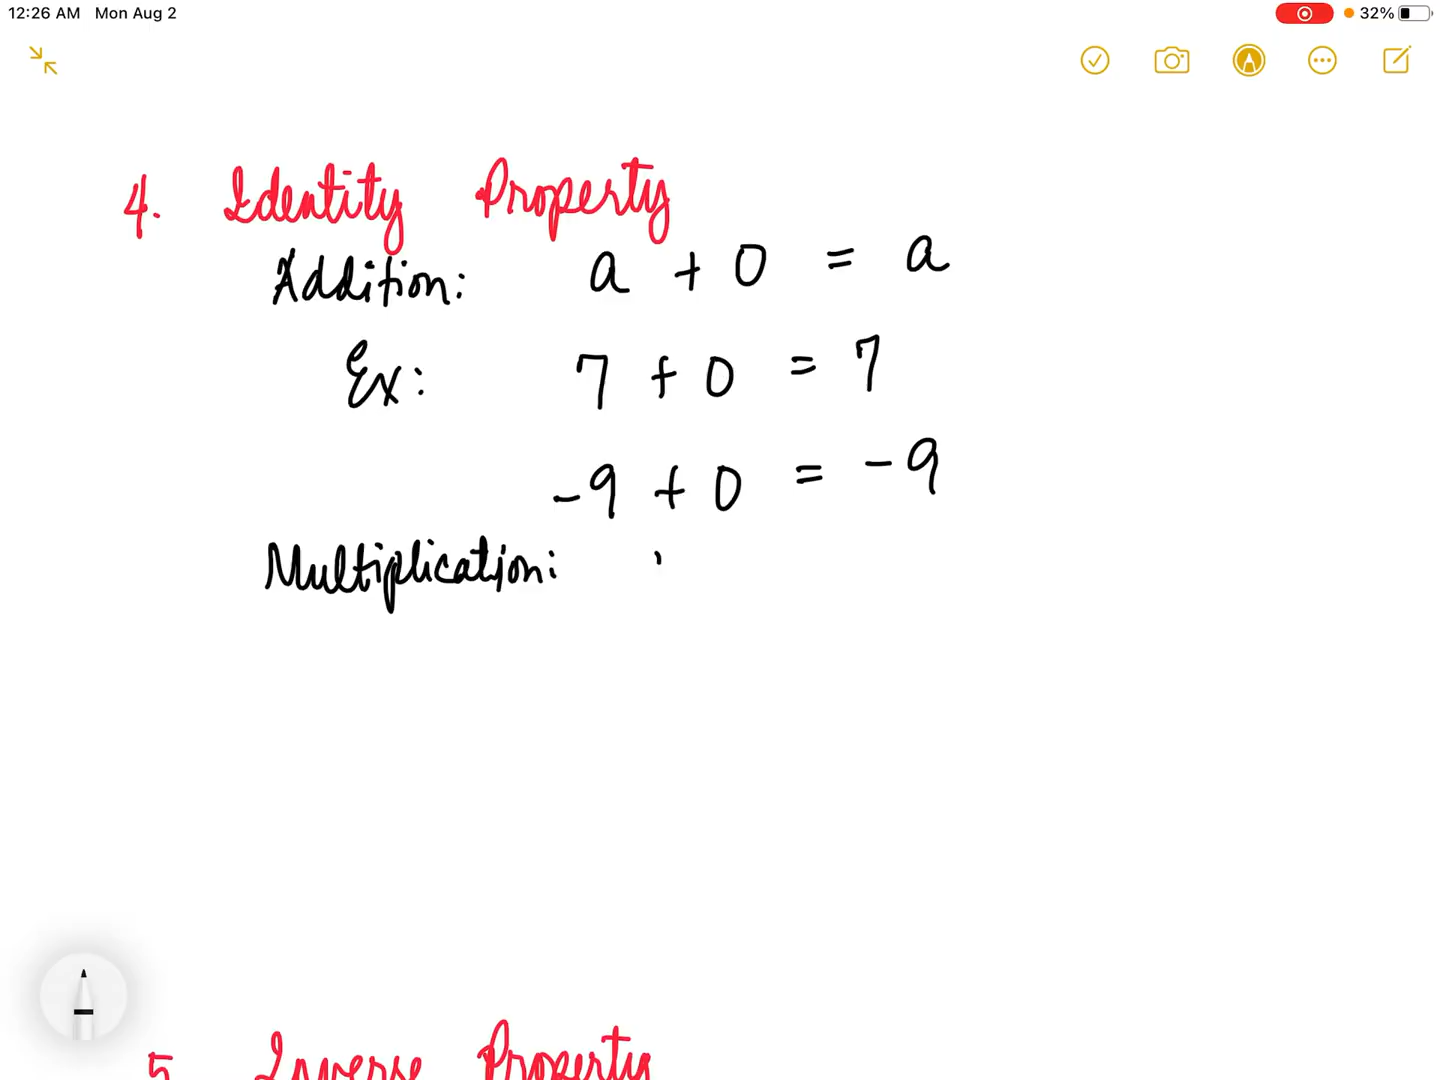 12:26 AM Mon Aug 2 32%
4. Identity Property
Addition: a + 0 = a
Ex: 7 + 0 = 7
-9 + 0 = -9
Multiplication:
5. Inverse Property